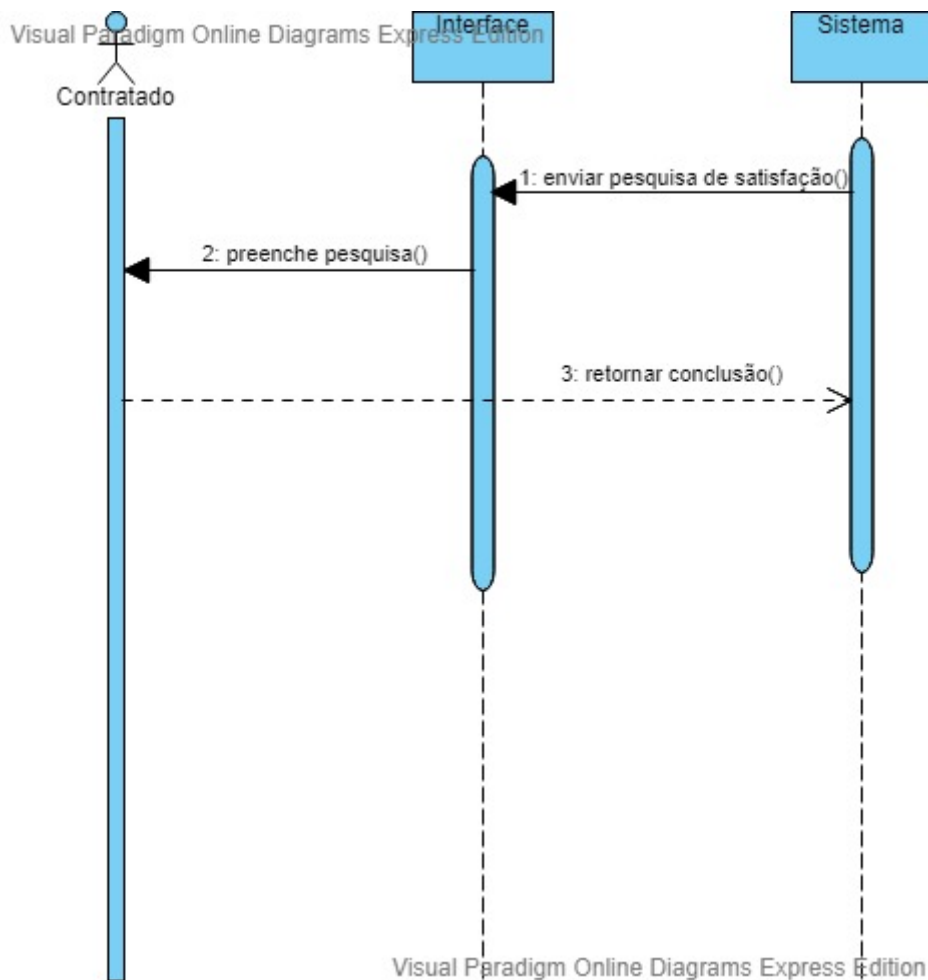 Visual Paradigm Online Diagrams Express Edition
Interface
Sistema
Contratado
1: enviar pesquisa de satisfação()
2: preenche pesquisa()
3: retornar conclusão()
Visual Paradigm Online Diagrams Express Edition